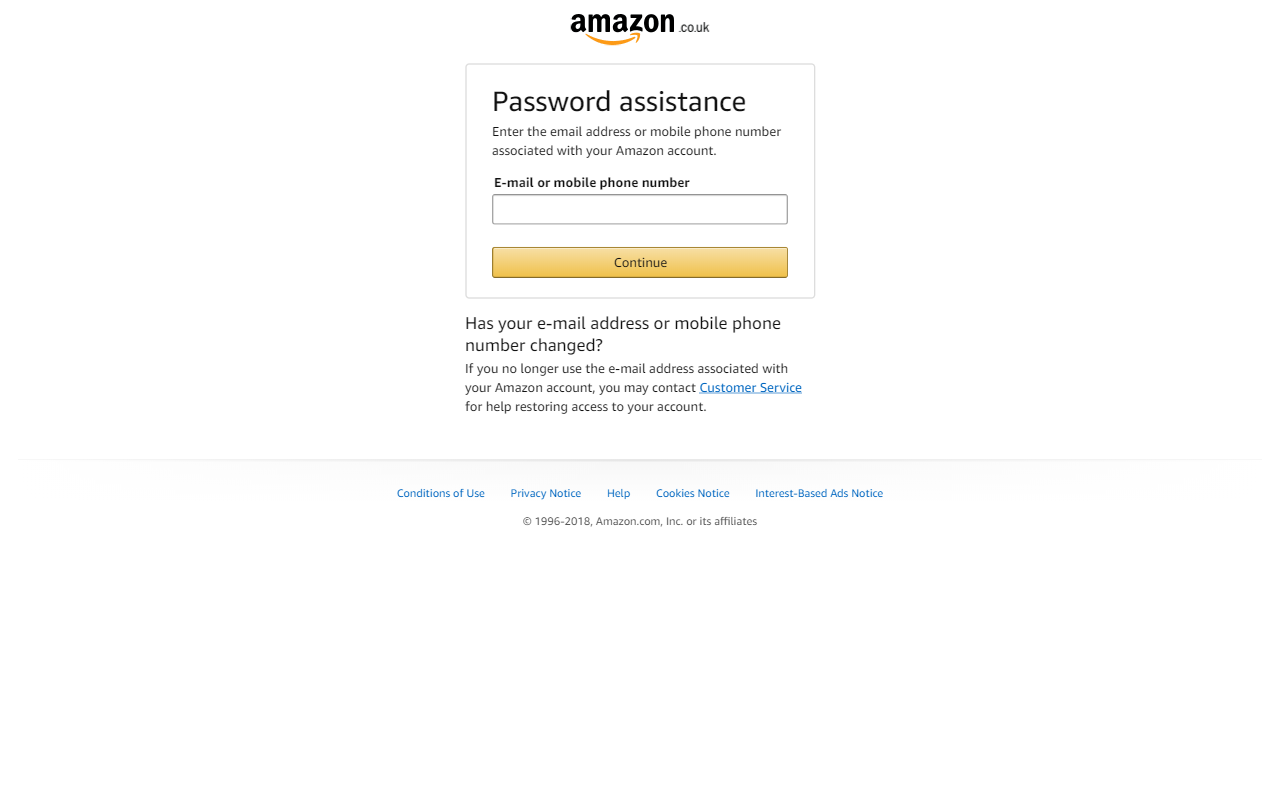 amazon.co.uk
Password assistance
Enter the email address or mobile phone number
associated with your Amazon account.
E-mail or mobile phone number
Continue
Has your e-mail address or mobile phone
number changed?
If you no longer use the e-mail address associated with
your Amazon account, you may contact Customer Service
for help restoring access to your account.
Conditions of Use Privacy Notice Help Cookies Notice Interest-Based Ads Notice
© 1996-2018, Amazon.com, Inc. or its affiliates